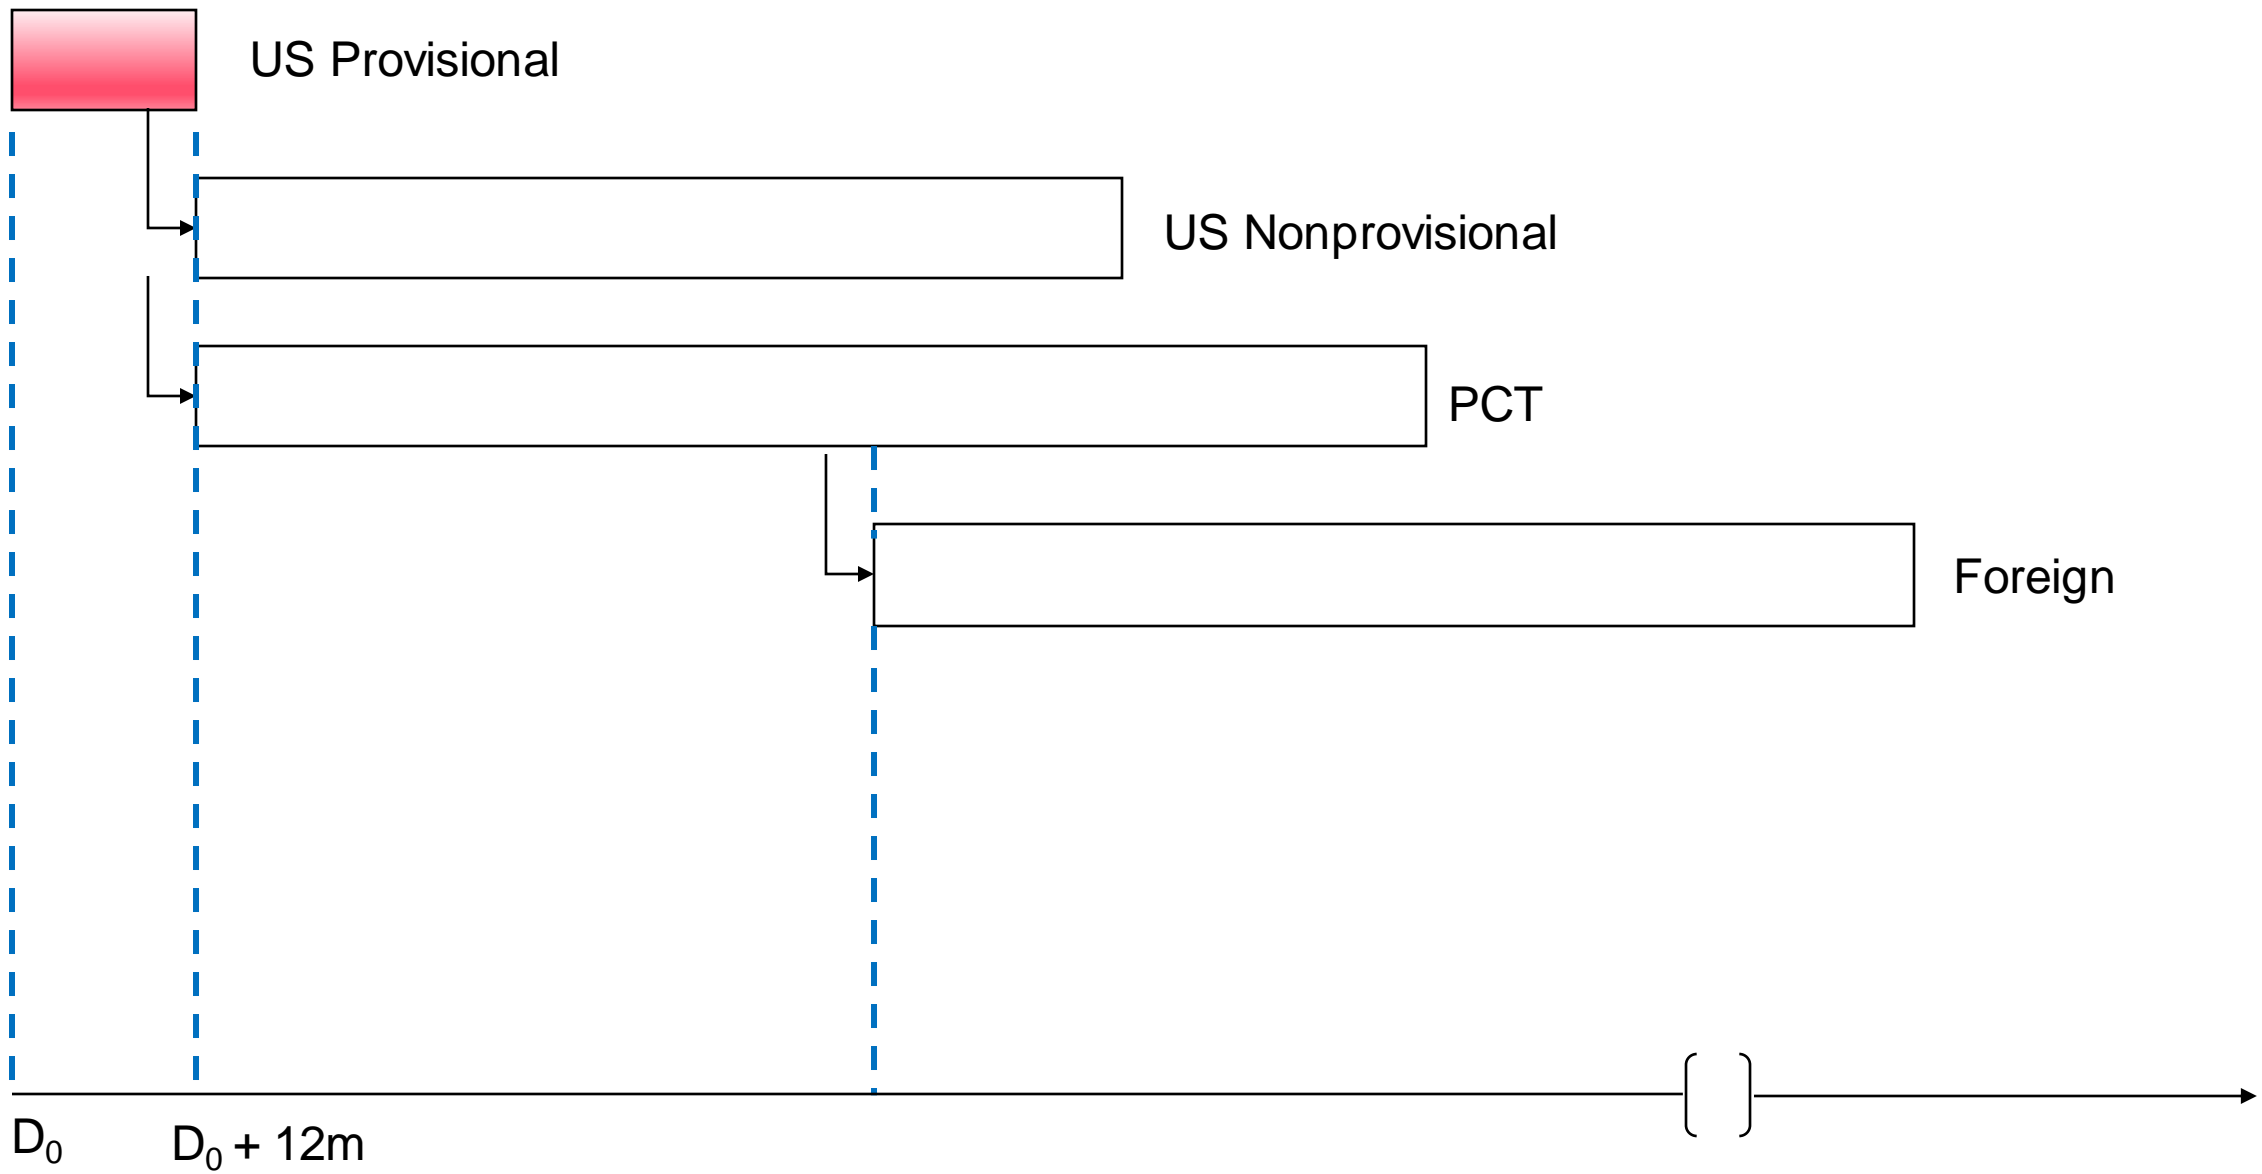 US Provisional
US Nonprovisional
PCT
Foreign
D₀
D₀ + 12m